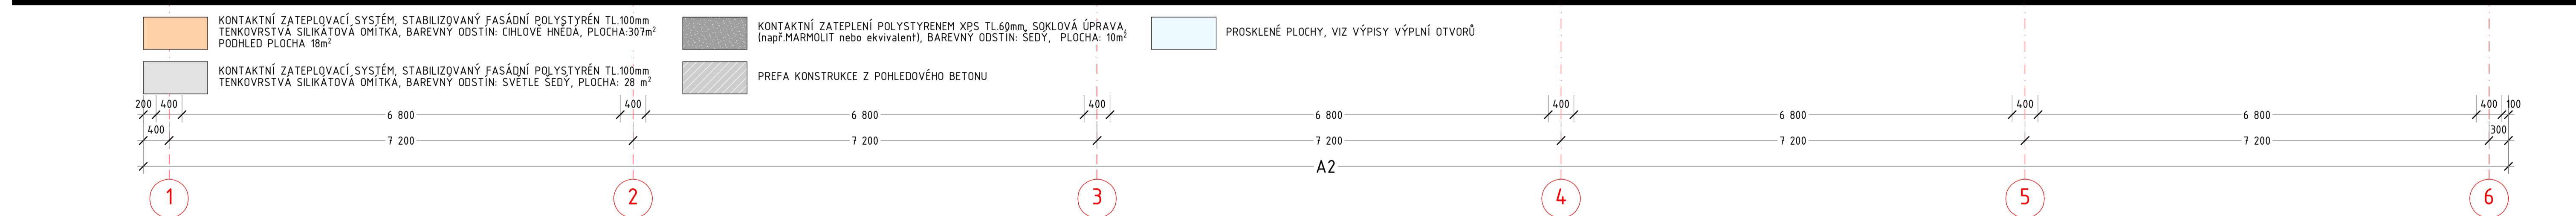 KONTAKTNÍ ZATEPLOVACÍ SYSTÉM, STABILIZOVANÝ FASÁDNÍ POLYSTYRÉN TL.100mm
TENKOVRSTVÁ SILIKÁTOVÁ OMÍTKA, BAREVNÝ ODSTÍN: CIHLOVĚ HNĚDÁ, PLOCHA:307m²
PODHLED PLOCHA 18m²
KONTAKTNÍ ZATEPLENÍ POLYSTYRENEM XPS TL.60mm, SOKLOVÁ ÚPRAVA,
(např.MARMOLIT nebo ekvivalent), BAREVNÝ ODSTÍN: ŠEDÝ, PLOCHA: 10m²
PROSKLENÉ PLOCHY, VIZ VÝPISY VÝPLNÍ OTVORŮ
KONTAKTNÍ ZATEPLOVACÍ SYSTÉM, STABILIZOVANÝ FASÁDNÍ POLYSTYRÉN TL.100mm
TENKOVRSTVÁ SILIKÁTOVÁ OMÍTKA, BAREVNÝ ODSTÍN: SVĚTLE ŠEDÝ, PLOCHA: 28 m²
PREFA KONSTRUKCE Z POHLEDOVÉHO BETONU
200 400 400 400 400 400 400 100
6 800 6 800 6 800 6 800 6 800
400 300
7 200 7 200 7 200 7 200 7 200
A2
1 2 3 4 5 6